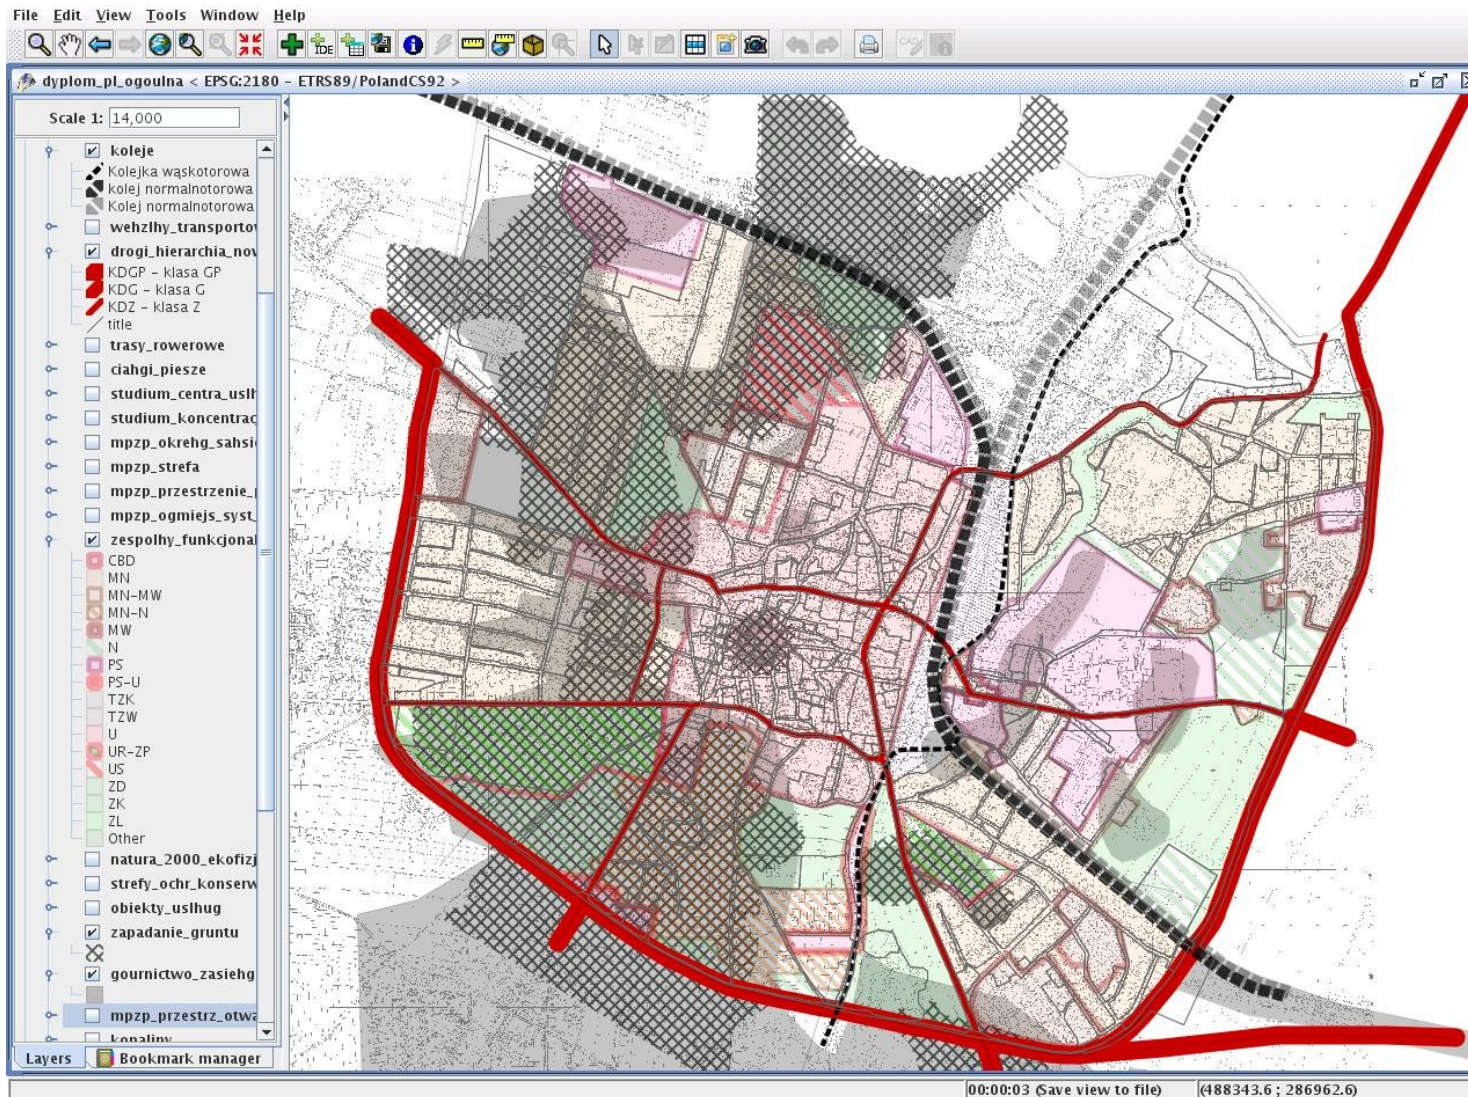 File Edit View Tools Window Help
IDE
CAD
dyplom_pl_ogoulna < EPSG:2180 - ETRS89/PolandCS92 >
Scale 1: 14,000
koleje
Kolejka wąskotorowa
kolej normalnotorowa
Kolej normalnotorowa
wehzlhy_transporto
drogi_hierarchia_nov
KDGP - klasa GP
KDG - klasa G
KDZ - klasa Z
title
trasy_rowerowe
ciahgi_piesze
studium_centra_uslh
studium_koncentrac
mpzp_okrehg_sahsi
mpzp_strefa
mpzp_przestrzenie_
mpzp_ogmiejs_syst_
zespolhy_funkcjonal
CBD
MN
MN-MW
MN-N
MW
N
PS
PS-U
TZK
TZW
U
UR-ZP
US
ZD
ZK
ZL
Other
natura_2000_ekofizj
strefy_ochr_konserw
obiekty_uslhug
zapadanie_gruntu
gournictwo_zasiehg
mpzp_przestrz_otwa
kopaliny
Layers Bookmark manager
00:00:03 (Save view to file) (488343.6 ; 286962.6)